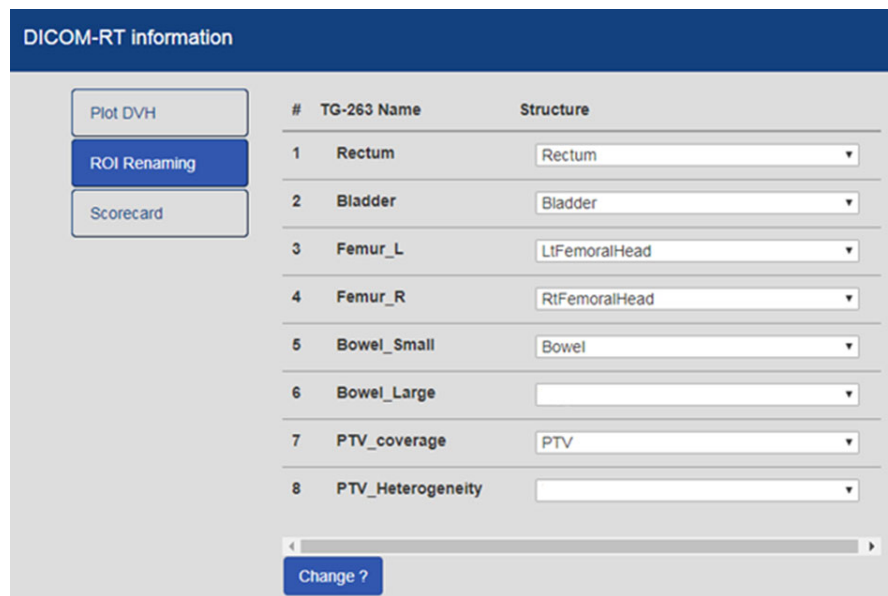 DICOM-RT information
Plot DVH
ROI Renaming
Scorecard
# TG-263 Name Structure
1 Rectum Rectum
2 Bladder Bladder
3 Femur_L LtFemoralHead
4 Femur_R RtFemoralHead
5 Bowel_Small Bowel
6 Bowel_Large
7 PTV_coverage PTV
8 PTV_Heterogeneity
Change ?